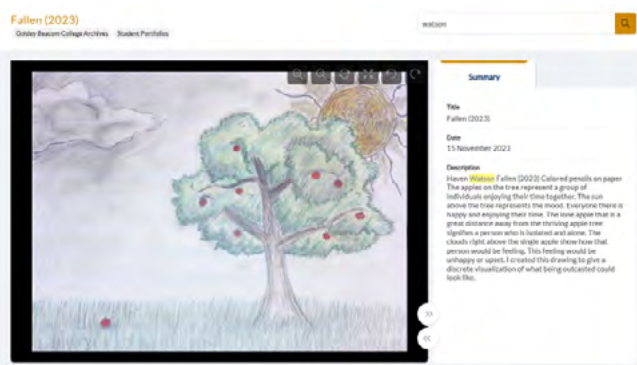 Fallen (2023)
Goldey Beacom College Archives Student Portfolios
watson
Summary
Title
Fallen (2023)
Date
15 November 2023
Description
Haven Watson Fallen (2023) Colored pencils on paper
The apples on the tree represent a group of
individuals enjoying their time together. The sun
above the tree represents the mood. Everyone there is
happy and enjoying their time. The lone apple that is a
great distance away from the thriving apple tree
signifies a person who is isolated and alone. The
clouds right above the single apple show how that
person would be feeling. This feeling would be
unhappy or upset. I created this drawing to give a
discrete visualization of what being outcasted could
look like.